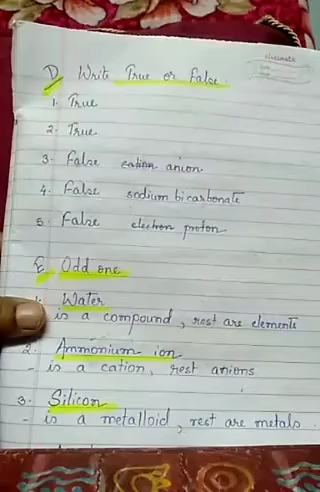 classmate
D. Write True or False.
1. True
2. True
3. False cation anion
4. False sodium bicarbonate
5. False electron proton
E. Odd one
1. Water
is a compound, rest are elements
2. Ammonium ion
- is a cation, rest anions
3. Silicon
- is a metalloid, rest are metals.